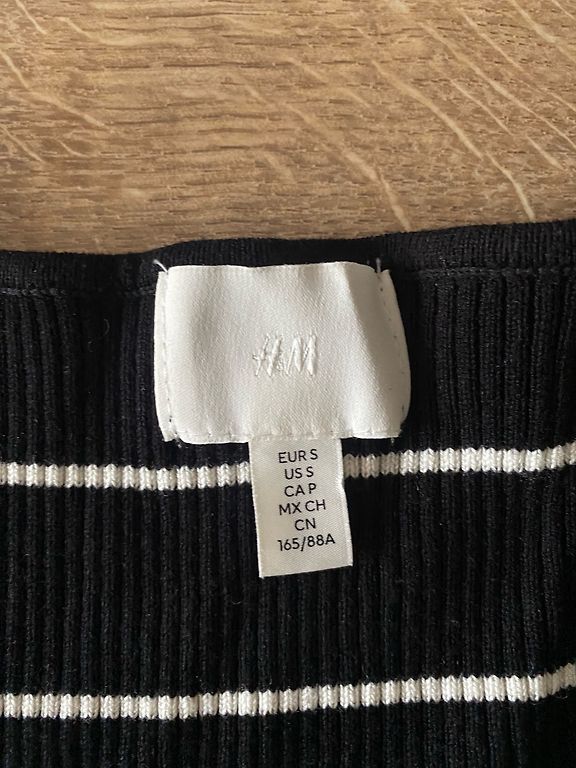 H&M
EUR S
US S
CA P
MX CH
CN
165/88A